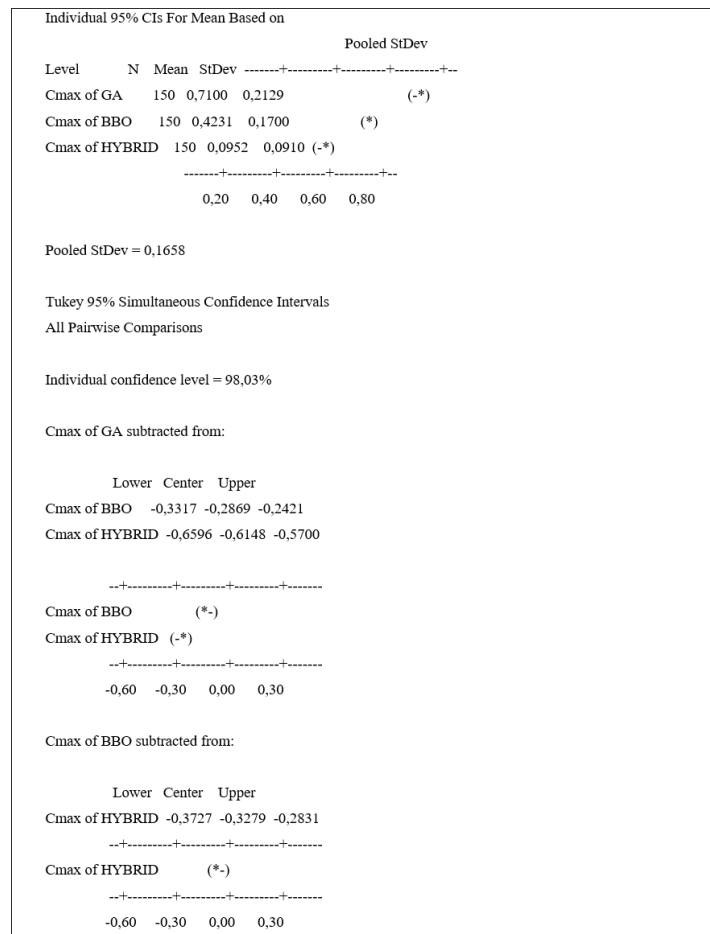 Individual 95% CIs For Mean Based on
Pooled StDev
Level N Mean StDev -------+---------+---------+---------+--
Cmax of GA 150 0,7100 0,2129 (-*)
Cmax of BBO 150 0,4231 0,1700 (*)
Cmax of HYBRID 150 0,0952 0,0910 (-*)
-------+---------+---------+---------+--
0,20 0,40 0,60 0,80
Pooled StDev = 0,1658
Tukey 95% Simultaneous Confidence Intervals
All Pairwise Comparisons
Individual confidence level = 98,03%
Cmax of GA subtracted from:
Lower Center Upper
Cmax of BBO -0,3317 -0,2869 -0,2421
Cmax of HYBRID -0,6596 -0,6148 -0,5700
--+---------+---------+---------+-------
Cmax of BBO (*-)
Cmax of HYBRID (-*)
--+---------+---------+---------+-------
-0,60 -0,30 0,00 0,30
Cmax of BBO subtracted from:
Lower Center Upper
Cmax of HYBRID -0,3727 -0,3279 -0,2831
--+---------+---------+---------+-------
Cmax of HYBRID (*-)
--+---------+---------+---------+-------
-0,60 -0,30 0,00 0,30